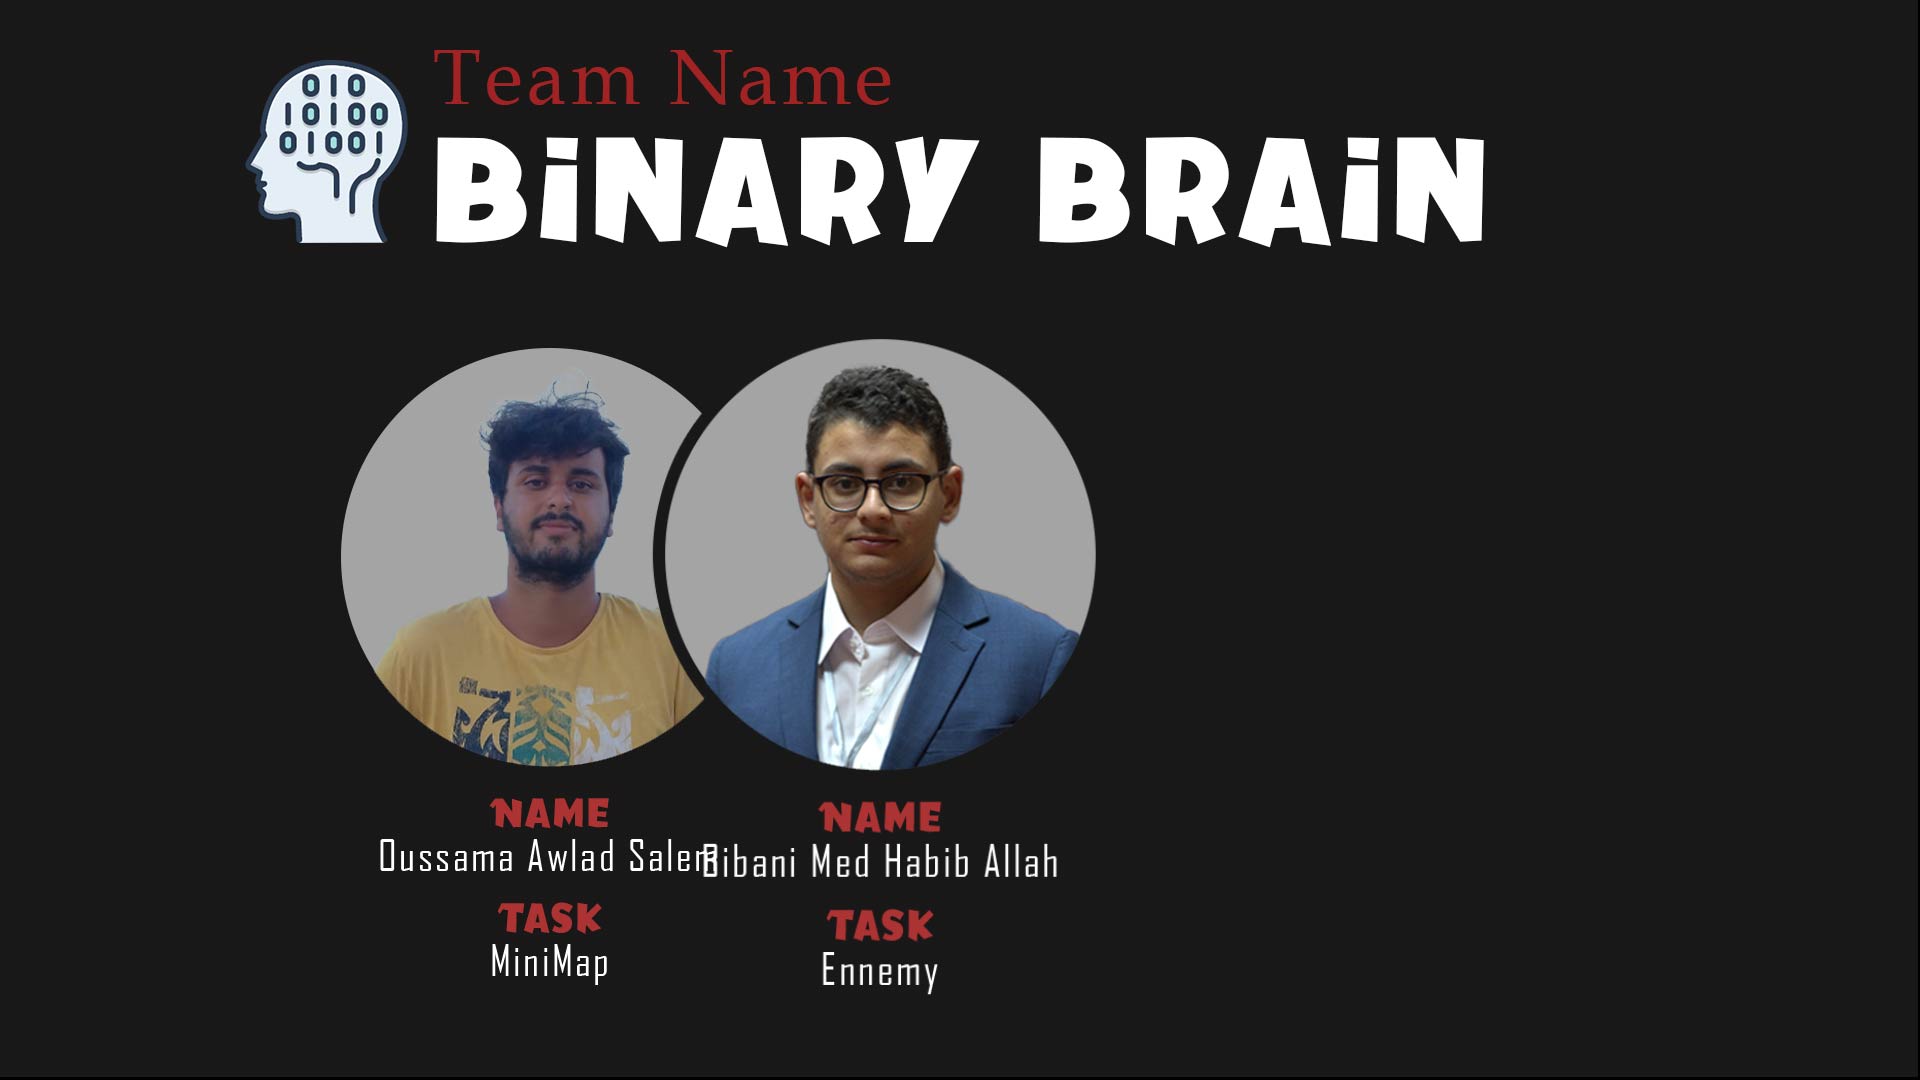 010
10100
01001
Team Name
BiNARY BRAiN
NAME
Oussama Awlad Salem
TASK
MiniMap
NAME
Bibani Med Habib Allah
TASK
Ennemy